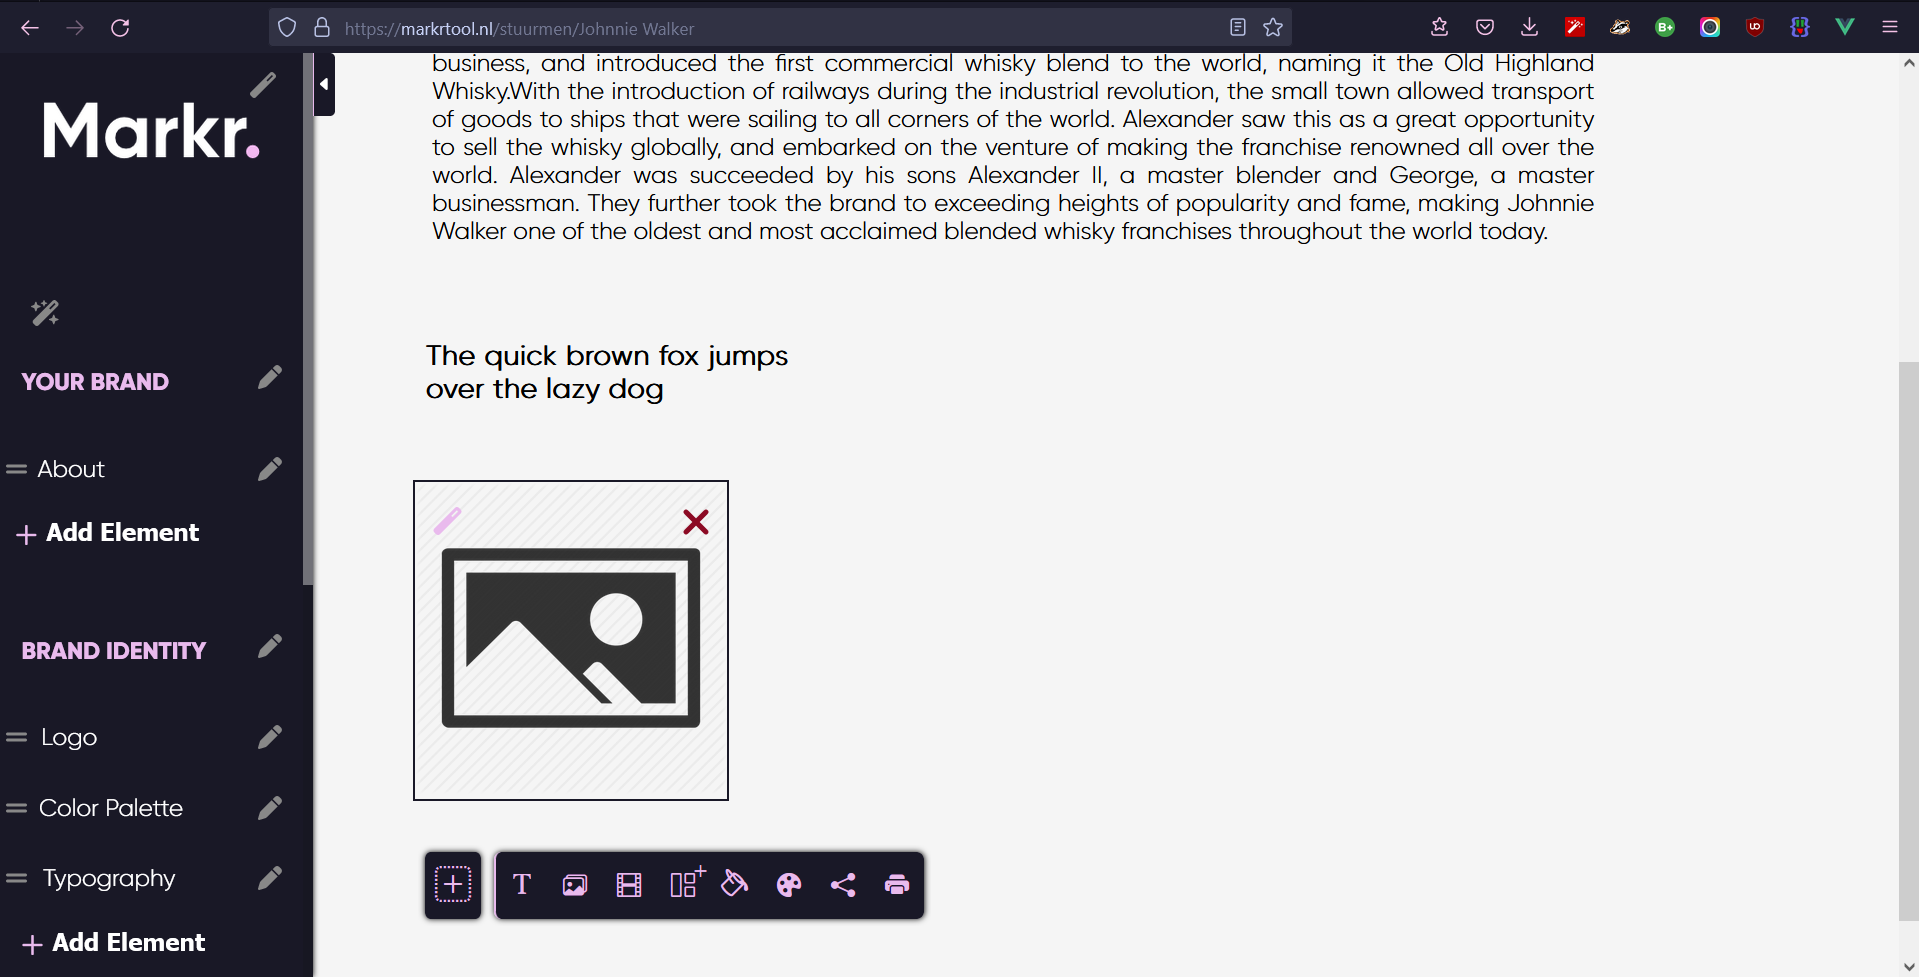 https://markrtool.nl/stuurmen/Johnnie Walker
Markr.
YOUR BRAND
About
+ Add Element
BRAND IDENTITY
Logo
Color Palette
Typography
+ Add Element
business, and introduced the first commercial whisky blend to the world, naming it the Old Highland
Whisky.With the introduction of railways during the industrial revolution, the small town allowed transport
of goods to ships that were sailing to all corners of the world. Alexander saw this as a great opportunity
to sell the whisky globally, and embarked on the venture of making the franchise renowned all over the
world. Alexander was succeeded by his sons Alexander II, a master blender and George, a master
businessman. They further took the brand to exceeding heights of popularity and fame, making Johnnie
Walker one of the oldest and most acclaimed blended whisky franchises throughout the world today.
The quick brown fox jumps
over the lazy dog
T